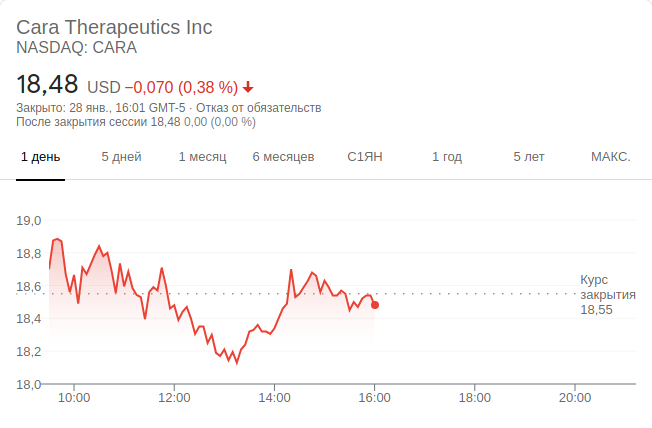 Cara Therapeutics Inc
NASDAQ: CARA
18,48 USD −0,070 (0,38 %)
Закрыто: 28 янв., 16:01 GMT-5 · Отказ от обязательств
После закрытия сессии 18,48 0,00 (0,00 %)
1 день 5 дней 1 месяц 6 месяцев С1ЯН 1 год 5 лет МАКС.
19,0
18,8
18,6
18,4
18,2
18,0
Курс
закрытия
18,55
10:00 12:00 14:00 16:00 18:00 20:00